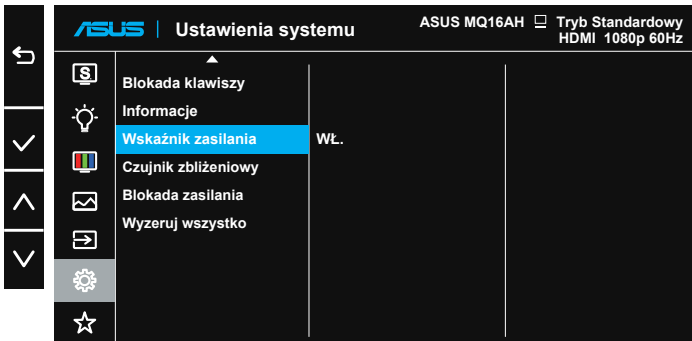 ASUS | Ustawienia systemu
ASUS MQ16AH Tryb Standardowy
HDMI 1080p 60Hz
S
Blokada klawiszy
Informacje
Wskaźnik zasilania WŁ.
Czujnik zbliżeniowy
Blokada zasilania
Wyzeruj wszystko